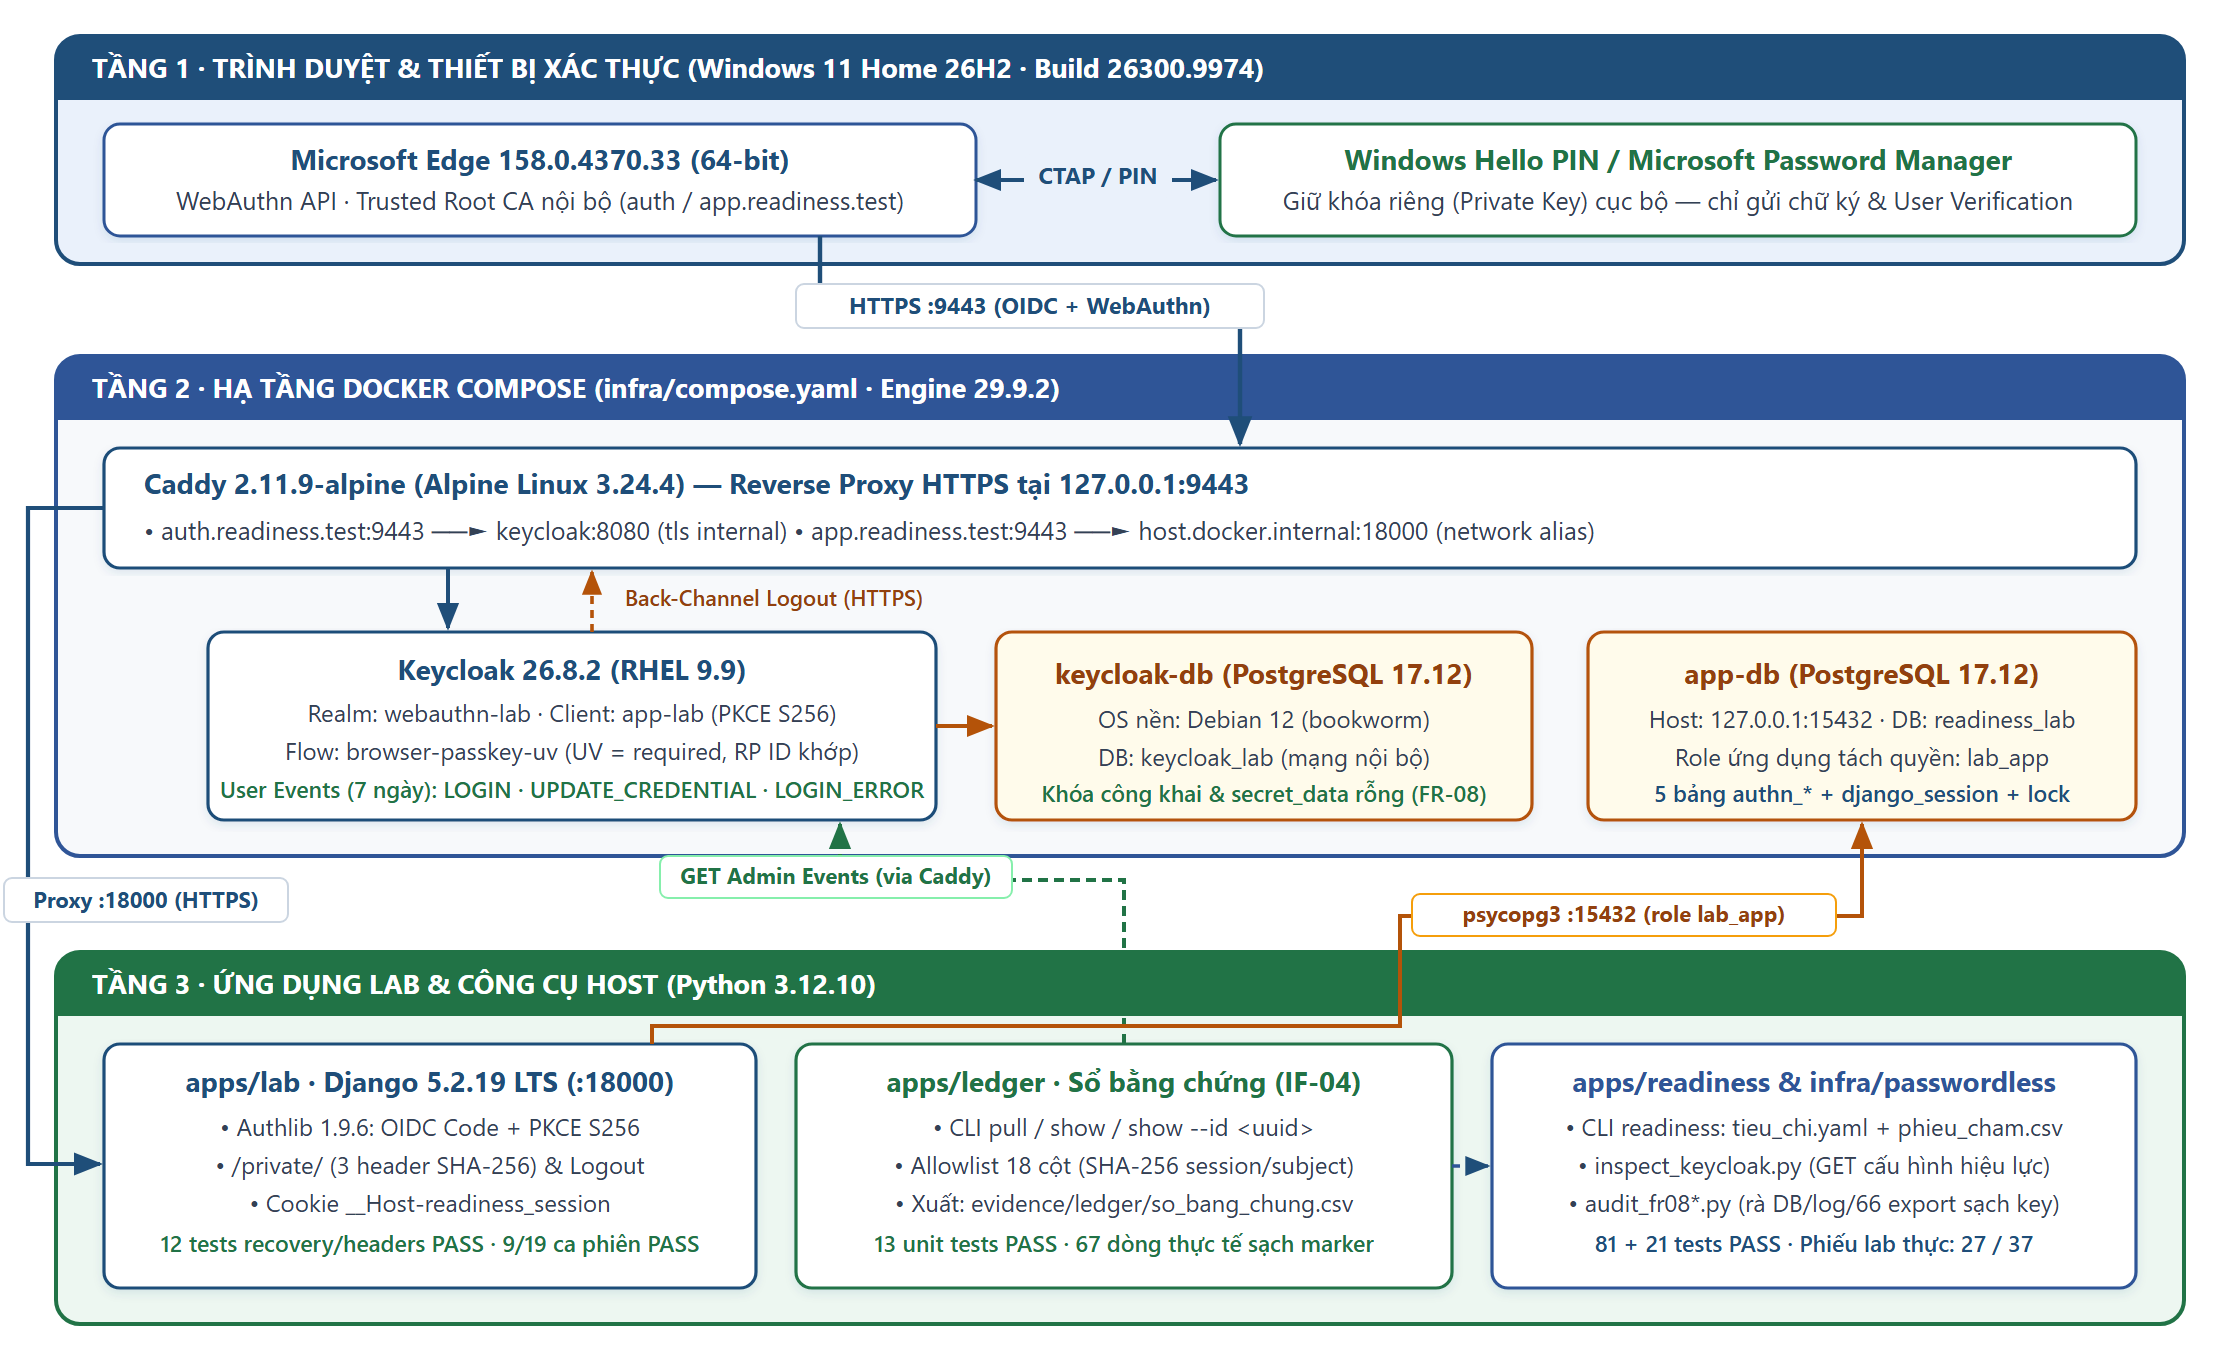 TẦNG 1 · TRÌNH DUYỆT & THIẾT BỊ XÁC THỰC (Windows 11 Home 26H2 · Build 26300.9974)
Microsoft Edge 158.0.4370.33 (64-bit)
WebAuthn API · Trusted Root CA nội bộ (auth / app.readiness.test)
CTAP / PIN
Windows Hello PIN / Microsoft Password Manager
Giữ khóa riêng (Private Key) cục bộ — chỉ gửi chữ ký & User Verification
HTTPS :9443 (OIDC + WebAuthn)
TẦNG 2 · HẠ TẦNG DOCKER COMPOSE (infra/compose.yaml · Engine 29.9.2)
Caddy 2.11.9-alpine (Alpine Linux 3.24.4) — Reverse Proxy HTTPS tại 127.0.0.1:9443
• auth.readiness.test:9443 ──► keycloak:8080 (tls internal) • app.readiness.test:9443 ──► host.docker.internal:18000 (network alias)
Back-Channel Logout (HTTPS)
Keycloak 26.8.2 (RHEL 9.9)
Realm: webauthn-lab · Client: app-lab (PKCE S256)
Flow: browser-passkey-uv (UV = required, RP ID khớp)
User Events (7 ngày): LOGIN · UPDATE_CREDENTIAL · LOGIN_ERROR
keycloak-db (PostgreSQL 17.12)
OS nền: Debian 12 (bookworm)
DB: keycloak_lab (mạng nội bộ)
Khóa công khai & secret_data rỗng (FR-08)
app-db (PostgreSQL 17.12)
Host: 127.0.0.1:15432 · DB: readiness_lab
Role ứng dụng tách quyền: lab_app
5 bảng authn_* + django_session + lock
GET Admin Events (via Caddy)
Proxy :18000 (HTTPS)
psycopg3 :15432 (role lab_app)
TẦNG 3 · ỨNG DỤNG LAB & CÔNG CỤ HOST (Python 3.12.10)
apps/lab · Django 5.2.19 LTS (:18000)
• Authlib 1.9.6: OIDC Code + PKCE S256
• /private/ (3 header SHA-256) & Logout
• Cookie __Host-readiness_session
12 tests recovery/headers PASS · 9/19 ca phiên PASS
apps/ledger · Sổ bằng chứng (IF-04)
• CLI pull / show / show --id <uuid>
• Allowlist 18 cột (SHA-256 session/subject)
• Xuất: evidence/ledger/so_bang_chung.csv
13 unit tests PASS · 67 dòng thực tế sạch marker
apps/readiness & infra/passwordless
• CLI readiness: tieu_chi.yaml + phieu_cham.csv
• inspect_keycloak.py (GET cấu hình hiệu lực)
• audit_fr08*.py (rà DB/log/66 export sạch key)
81 + 21 tests PASS · Phiếu lab thực: 27 / 37